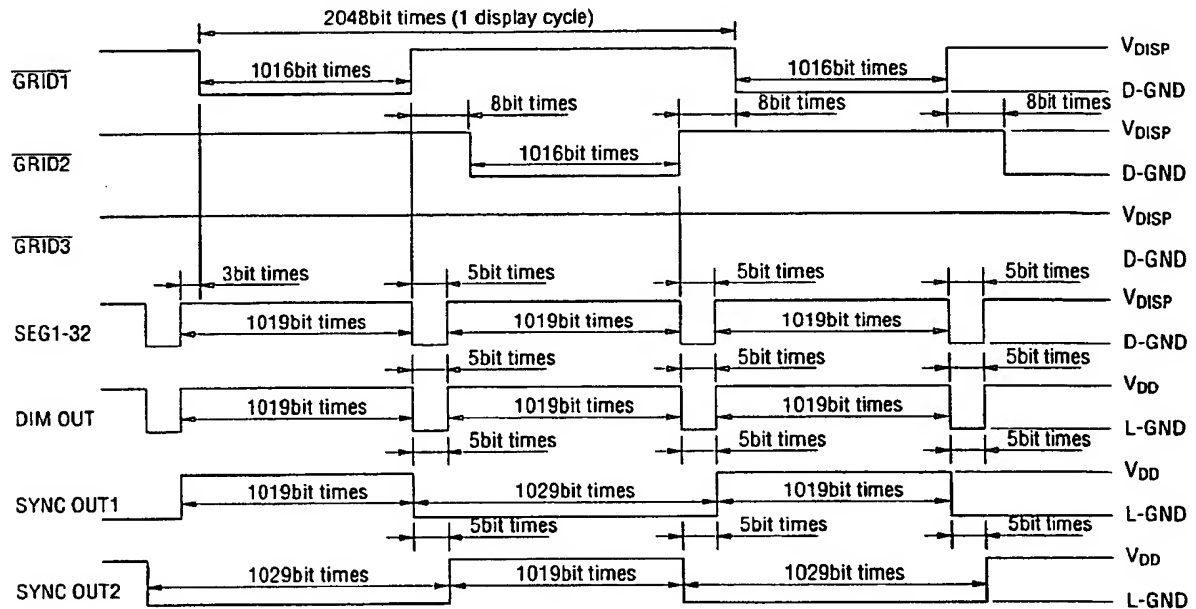 2048bit times (1 display cycle)
GRID1 1016bit times 1016bit times VDISP
D-GND
8bit times 8bit times 8bit times
GRID2 1016bit times VDISP
D-GND
GRID3 VDISP
D-GND
3bit times 5bit times 5bit times 5bit times
SEG1-32 1019bit times 1019bit times 1019bit times VDISP
D-GND
5bit times 5bit times 5bit times
DIM OUT 1019bit times 1019bit times 1019bit times VDD
L-GND
5bit times 5bit times 5bit times
SYNC OUT1 1019bit times 1029bit times 1019bit times VDD
L-GND
5bit times 5bit times 5bit times
SYNC OUT2 1029bit times 1019bit times 1029bit times VDD
L-GND